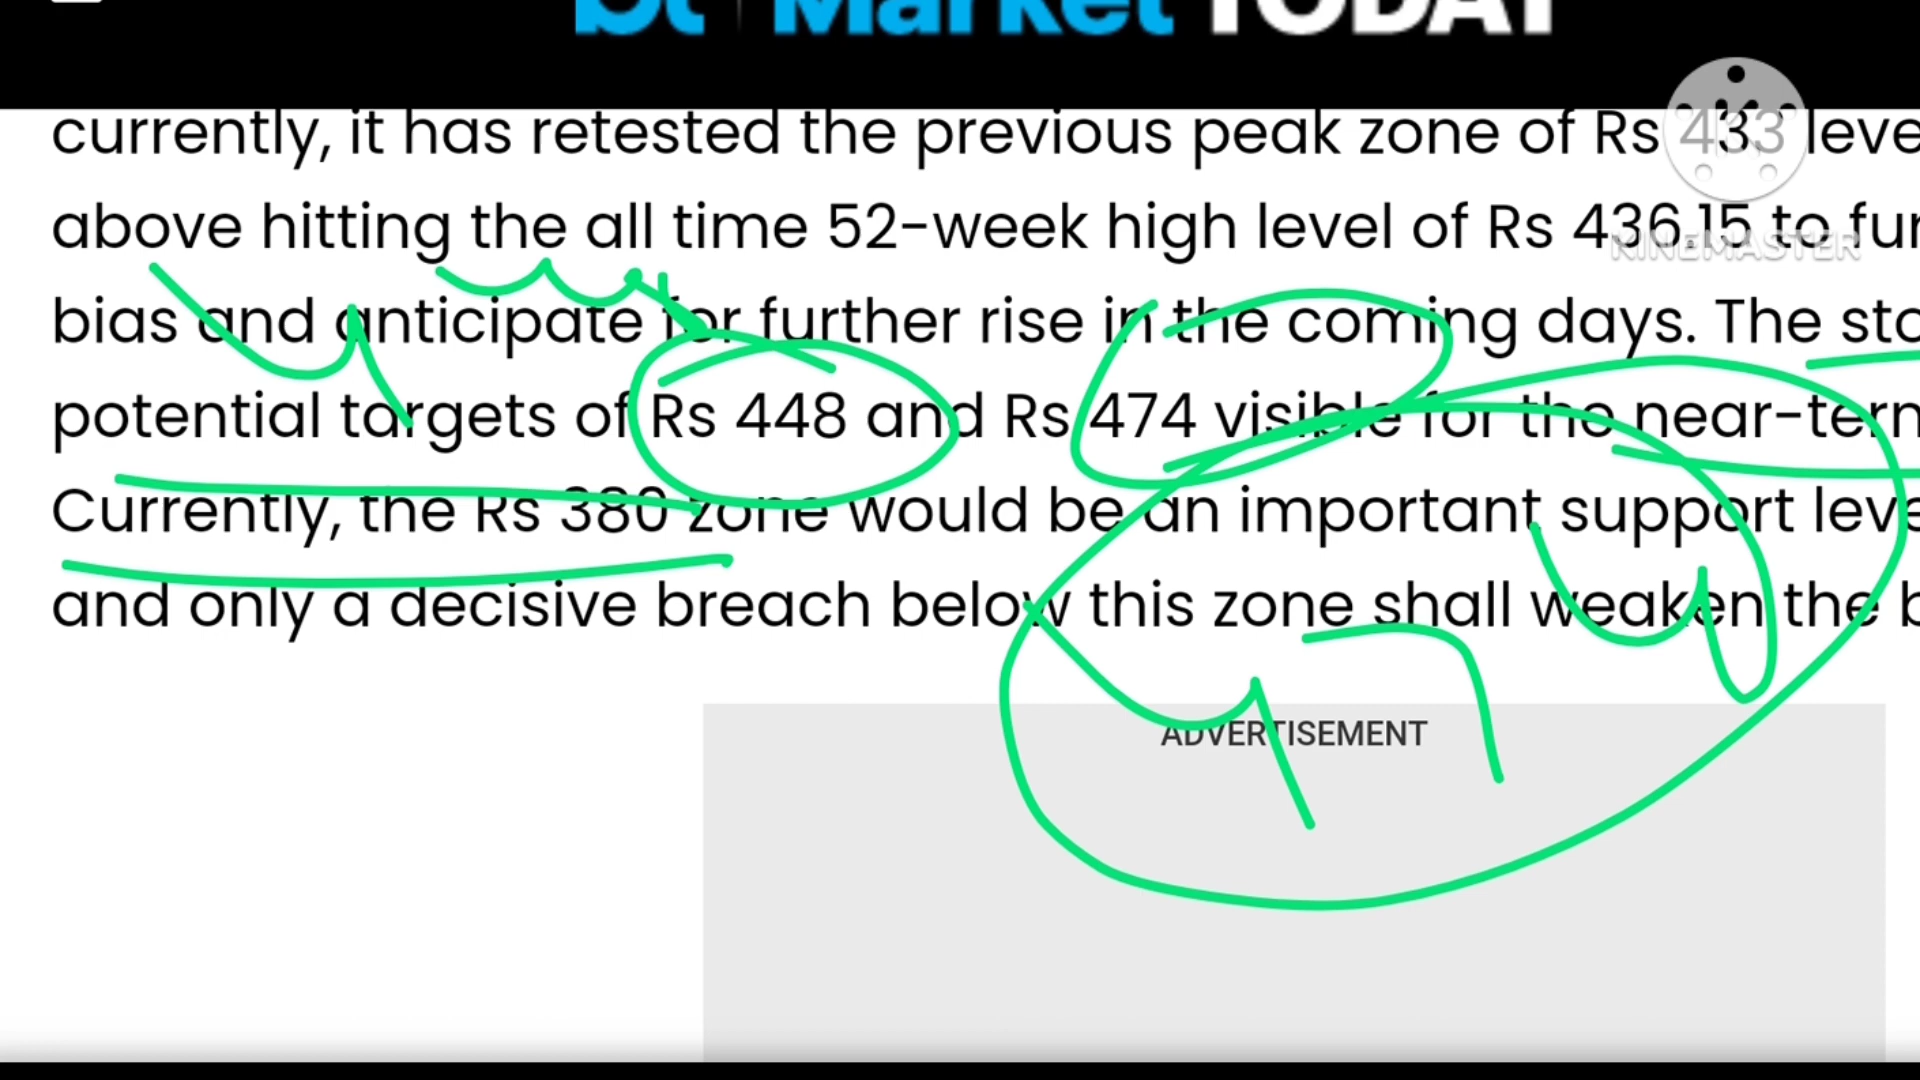 bt Market TODAY
currently, it has retested the previous peak zone of Rs 433 leve
above hitting the all time 52-week high level of Rs 436.15 to fur
KINEMASTER
bias and anticipate for further rise in the coming days. The sto
potential targets of Rs 448 and Rs 474 visible for the near-term
Currently, the Rs 380 zone would be an important support leve
and only a decisive breach below this zone shall weaken the b
ADVERTISEMENT